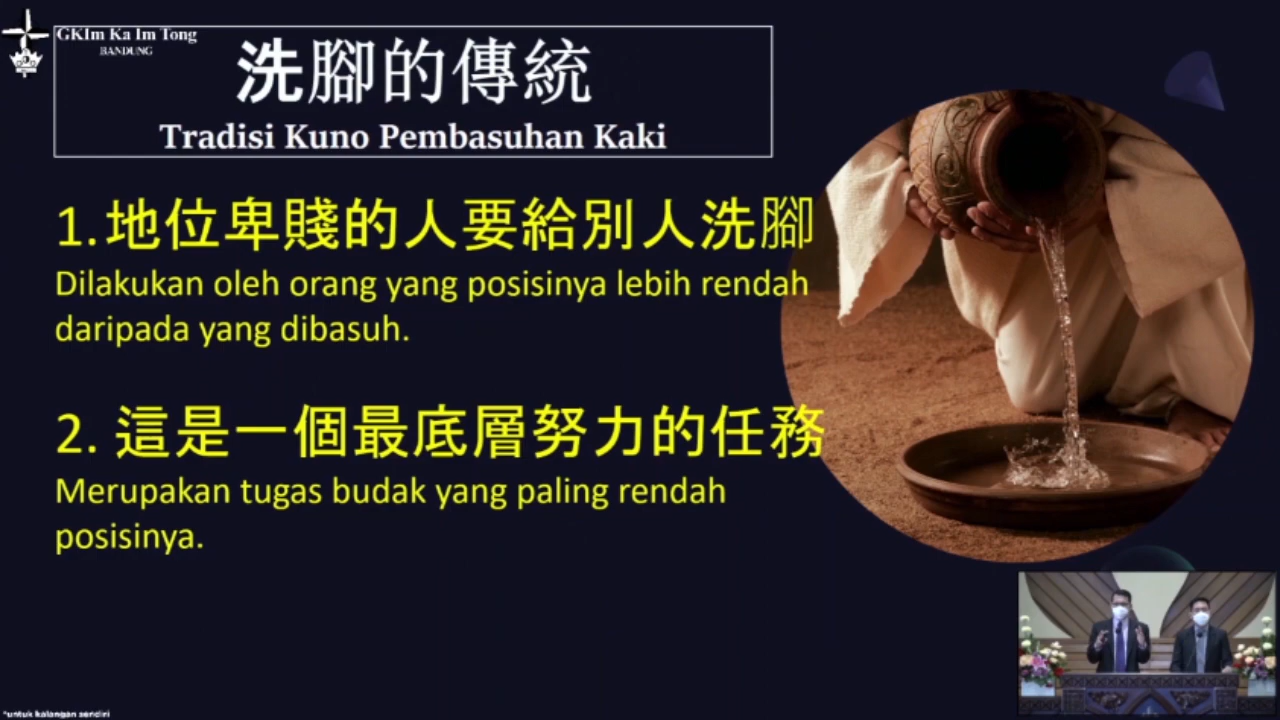 GKIm Ka Im Tong
BANDUNG
洗腳的傳統
Tradisi Kuno Pembasuhan Kaki
1.地位卑賤的人要給別人洗腳
Dilakukan oleh orang yang posisinya lebih rendah
daripada yang dibasuh.
2. 這是一個最底層努力的任務
Merupakan tugas budak yang paling rendah
posisinya.
*untuk kalangan sendiri